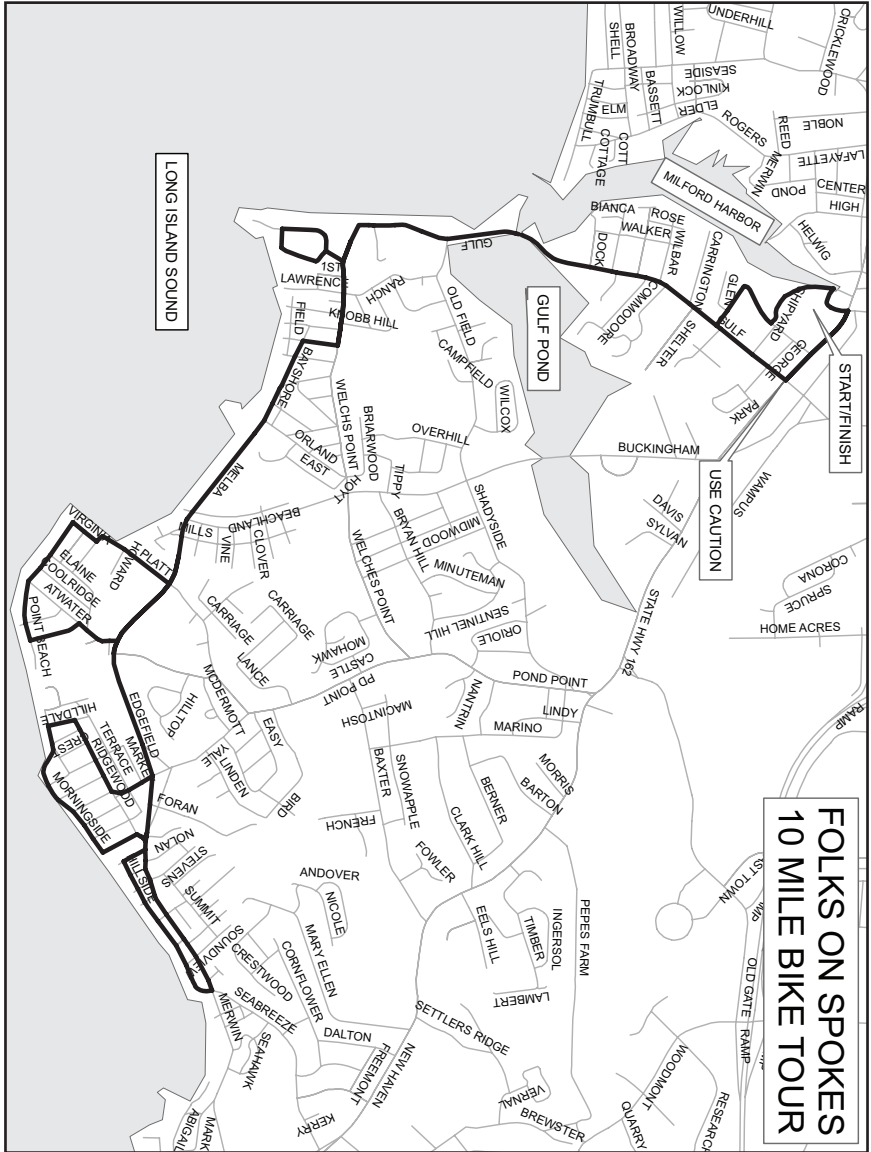 FOLKS ON SPOKES
10 MILE BIKE TOUR
START/FINISH
USE CAUTION
MILFORD HARBOR
GULF POND
LONG ISLAND SOUND
UNDERHILL
CRICKLEWOOD
WILLOW
BROADWAY
SHELL
BASSETT
SEASIDE
KINLOCK
ELDER
TRUMBULL
ELM
COTT
COTTAGE
ROGERS
REED
NOBLE
MERWIN
LAFAYETTE
POND
CENTER
HIGH
HELWIG
BIANCA
ROSE
WALKER
DOCK
WILBAR
CARRINGTON
GLEN
GULF
SHIPYARD
GEORGE
COMMODORE
SHELTER
PARK
GULF
BUCKINGHAM
WAMPUS
DAVIS
SYLVAN
CORONA
SPRUCE
HOME ACRES
STATE HWY 162
RAMP
1ST
LAWRENCE
RANCH
KNOBB HILL
FIELD
OLD FIELD
CAMPFIELD
WILCOX
BAYSHORE
WELCHS POINT
BRIARWOOD
OVERHILL
ORLAND
EAST
HOYT
TIPPY
MELBA
BEACHLAND
MILLS
VINE
CLOVER
BRYAN HILL
MIDWOOD
SHADYSIDE
MINUTEMAN
WELCHES POINT
SENTINEL HILL
ORIOLE
VIRGINIA
H PLATT
HOWARD
ELAINE
COOLRIDGE
ATWATER
POINT BEACH
CARRIAGE
CARRIAGE
LANCE
MOHAWK
CASTLE
PD POINT
POND POINT
NANTRIN
LINDY
MARINO
MACINTOSH
MCDERMOTT
HILLTOP
EASY
YALE
LINDEN
BIRD
HILLDALE
CREST
TERRACE
RIDGEWOOD
EDGEFIELD
MORNINGSIDE
FORAN
NOLAN
STEVENS
SUMMIT
BAXTER
SNOWAPPLE
FRENCH
FOWLER
CLARK HILL
BERNER
BARTON
MORRIS
ANDOVER
NICOLE
MARY ELLEN
CORNFLOWER
CRESTWOOD
SEABREEZE
MERWIN
SEAHAWK
DALTON
FREEMONT
NEW HAVEN
KERRY
ABIGAIL
MARK
EELS HILL
TIMBER
INGERSOL
PEPES FARM
LAMBERT
SETTLERS RIDGE
VERNAL
BREWSTER
QUARRY
WOODMONT
RESEARCH
OLD GATE
RAMP